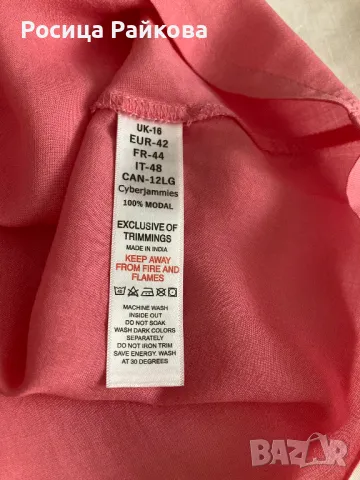 Росица Райкова
UK-16
EUR-42
FR-44
IT-48
CAN-12LG
Cyberjammies
100% MODAL
EXCLUSIVE OF
TRIMMINGS
MADE IN INDIA
KEEP AWAY
FROM FIRE AND
FLAMES
MACHINE WASH
INSIDE OUT
DO NOT SOAK
WASH DARK COLORS
SEPARATELY
DO NOT IRON TRIM
SAVE ENERGY. WASH
AT 30 DEGREES
BAZAR
bg